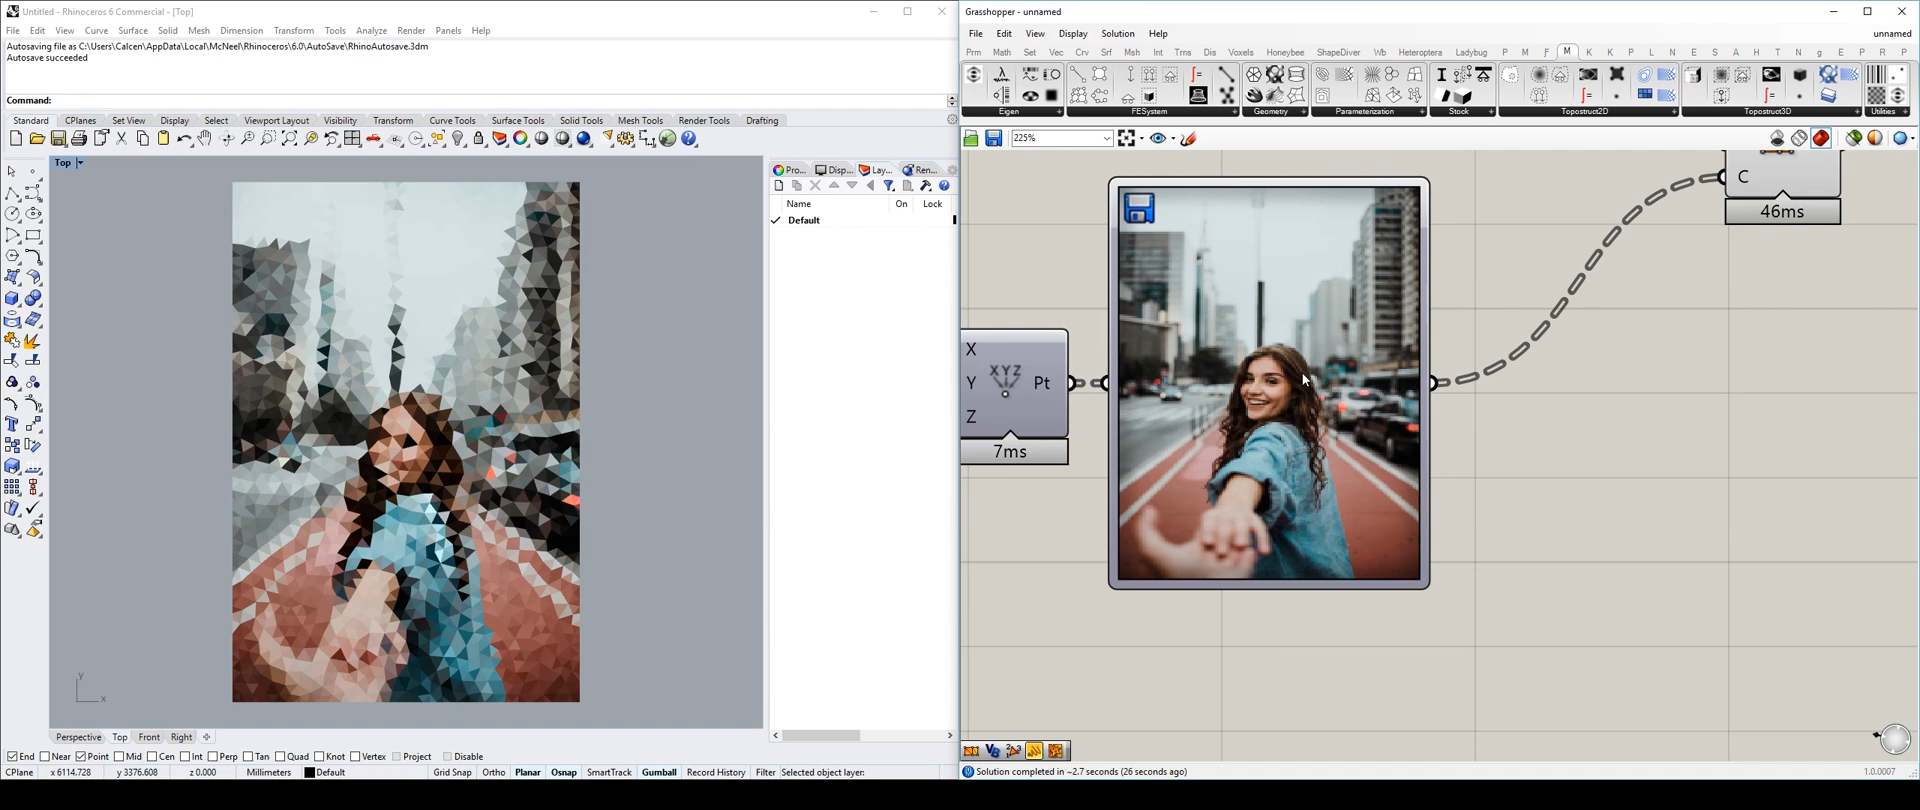 Untitled - Rhinoceros 6 Commercial - [Top]
File Edit View Curve Surface Solid Mesh Dimension Transform Tools Analyze Render Panels Help
Autosaving file as C:\Users\Calcen\AppData\Local\McNeel\Rhinoceros\6.0\AutoSave\RhinoAutosave.3dm
Autosave succeeded
Command:
Standard CPlanes Set View Display Select Viewport Layout Visibility Transform Curve Tools Surface Tools Solid Tools Mesh Tools Render Tools Drafting
Top
Pro... Disp... Lay... Ren...
Name On Lock
Default
y
x
Perspective Top Front Right
End Near Point Mid Cen Int Perp Tan Quad Knot Vertex Project Disable
CPlane x 6114.728 y 3376.608 z 0.000 Millimeters Default Grid Snap Ortho Planar Osnap SmartTrack Gumball Record History Filter Selected object layer:
Grasshopper - unnamed
File Edit View Display Solution Help unnamed
Prm Math Set Vec Crv Srf Msh Int Trns Dis Voxels Honeybee ShapeDiver Wb Heteroptera Ladybug P M F M K K P L N E S A H T N g E P R P
Eigen FESystem Geometry Parameterization Stock Topostruct2D Topostruct3D Utilities
225%
C
46ms
X
Y
Z
XYZ
Pt
7ms
Solution completed in ~2.7 seconds (26 seconds ago) 1.0.0007